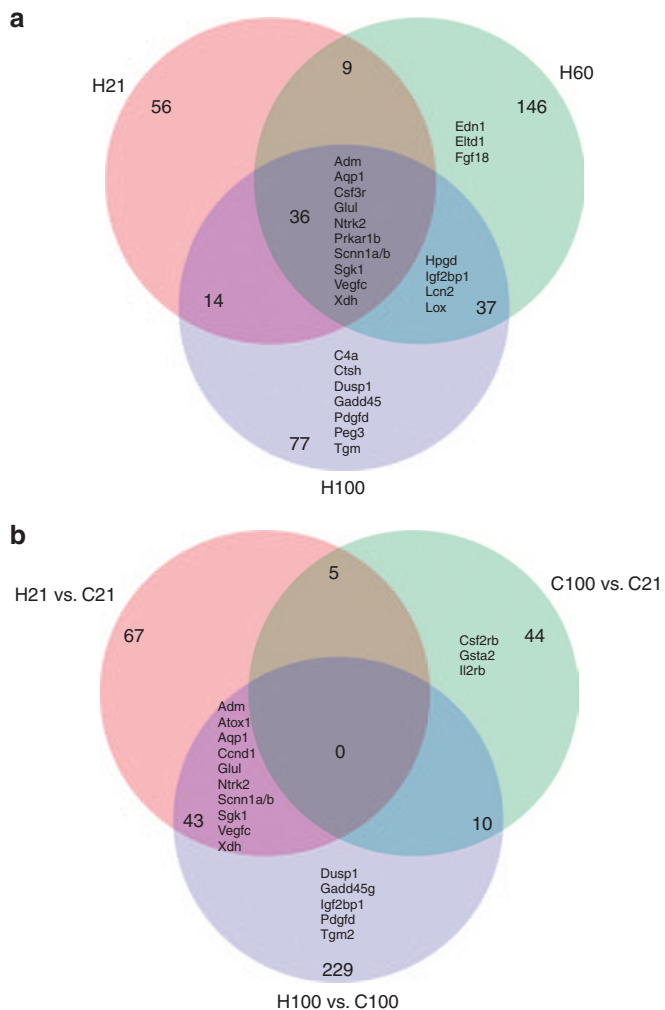 a
9
H21
H60
56
146
Edn1
Eltd1
Fgf18
Adm
Aqp1
Csf3r
Glul
Ntrk2
Prkar1b
Scnn1a/b
Sgk1
Vegfc
Xdh
36
Hpgd
Igf2bp1
Lcn2
Lox
14
37
C4a
Ctsh
Dusp1
Gadd45
Pdgfd
Peg3
Tgm
77
H100
b
5
H21 vs. C21
C100 vs. C21
67
44
Csf2rb
Gsta2
Il2rb
Adm
Atox1
Aqp1
Ccnd1
Glul
Ntrk2
Scnn1a/b
Sgk1
Vegfc
Xdh
0
43
10
Dusp1
Gadd45g
Igf2bp1
Pdgfd
Tgm2
229
H100 vs. C100